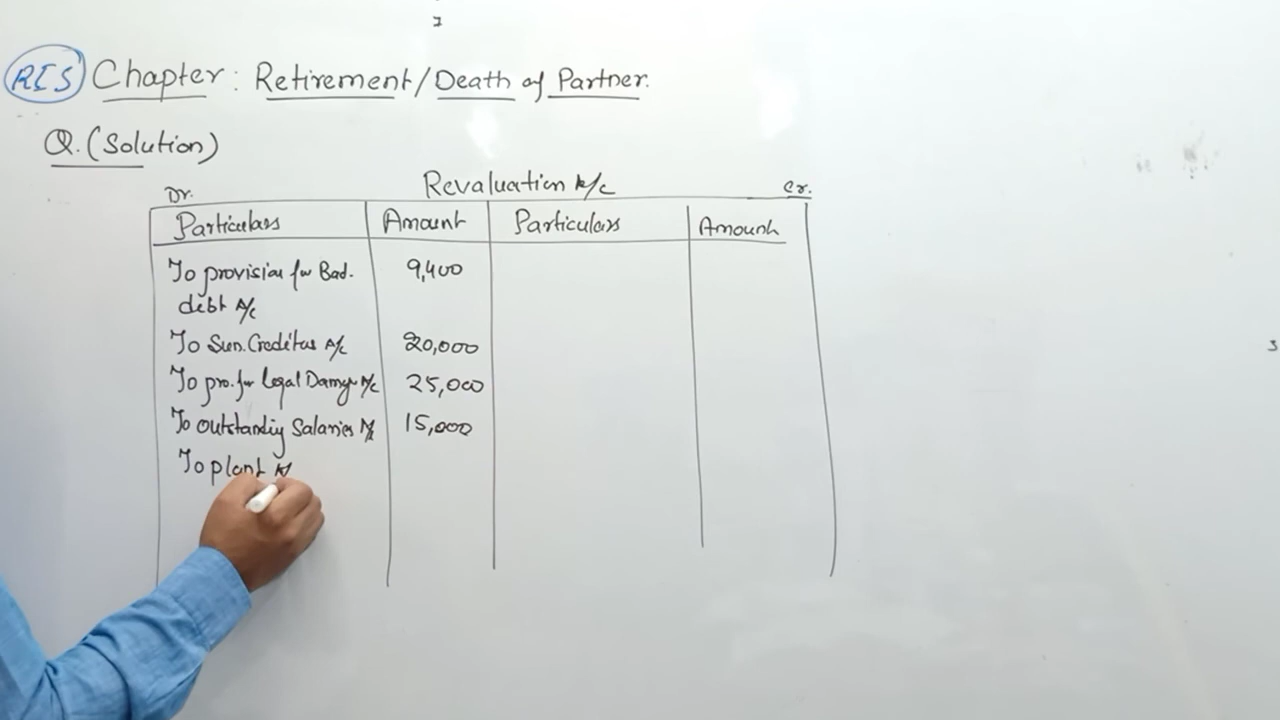 RIS Chapter: Retirement/Death of Partner.
Q. (Solution)
Dr. Revaluation A/c Cr.
Particulars Amount Particulars Amount
To provision for Bad. 9,400
debt A/c
To Sun. Creditors A/c 20,000
To pro. for Legal Damage A/c 25,000
To outstanding Salaries A/c 15,000
To plant